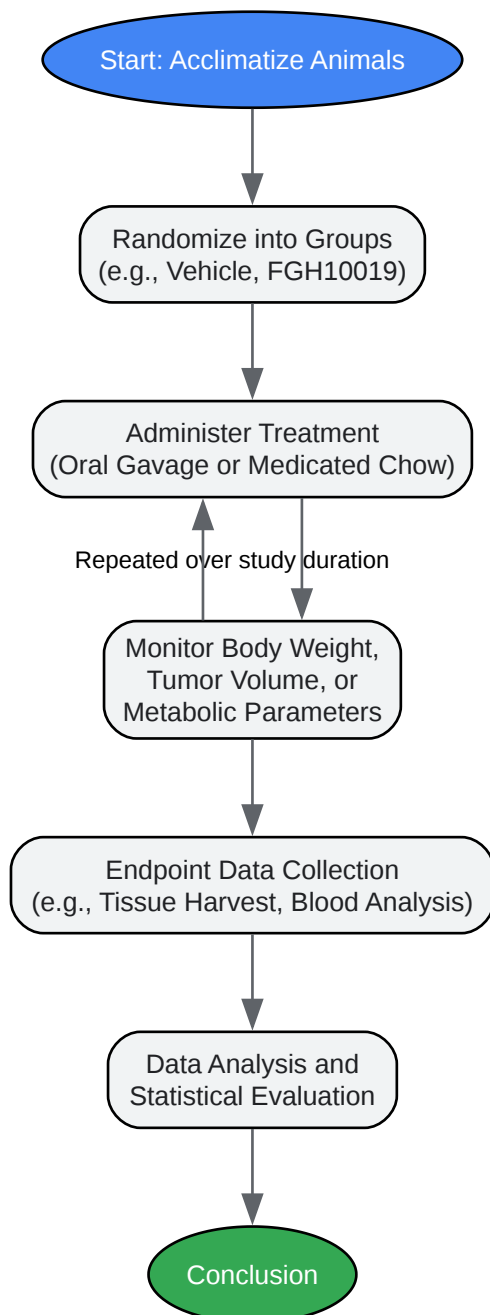 Start: Acclimatize Animals
Randomize into Groups
(e.g., Vehicle, FGH10019)
Administer Treatment
(Oral Gavage or Medicated Chow)
Repeated over study duration
Monitor Body Weight,
Tumor Volume, or
Metabolic Parameters
Endpoint Data Collection
(e.g., Tissue Harvest, Blood Analysis)
Data Analysis and
Statistical Evaluation
Conclusion